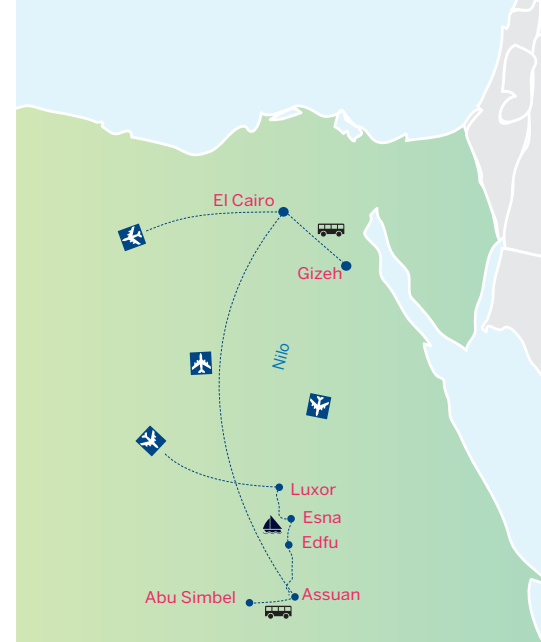 El Cairo
Gizeh
Nilo
Luxor
Esna
Edfu
Abu Simbel
Assuan